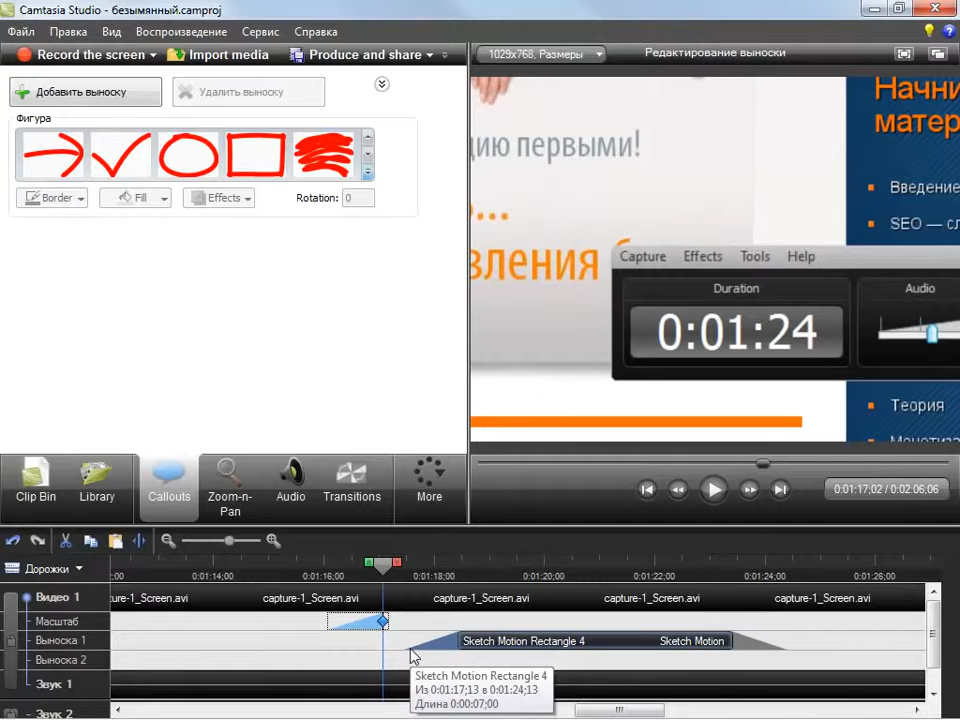 Camtasia Studio - безымянный.camproj
Файл Правка Вид Воспроизведение Сервис Справка
Record the screen Import media Produce and share
1029x768, Размеры Редактирование выноски
Добавить выноску Удалить выноску
Фигура
Border Fill Effects Rotation: 0
Начни
матер
цию первыми!
Введение
SEO — сл
вления б
Capture Effects Tools Help
Duration Audio
0:01:24
Теория
Clip Bin Library Callouts Zoom-n-Pan Audio Transitions More
0:01:17,02 / 0:02:06,06
Дорожки
;00 0:01:14;00 0:01:16;00 0:01:18;00 0:01:20;00 0:01:22;00 0:01:24;00 0:01:26;00
Видео 1 ture-1_Screen.avi capture-1_Screen.avi capture-1_Screen.avi capture-1_Screen.avi capture-1_Screen.avi
Масштаб
Выноска 1 Sketch Motion Rectangle 4 Sketch Motion
Выноска 2
Sketch Motion Rectangle 4
Из 0:01:17;13 в 0:01:24;13
Длина 0:00:07;00
Звук 1
Звук 2